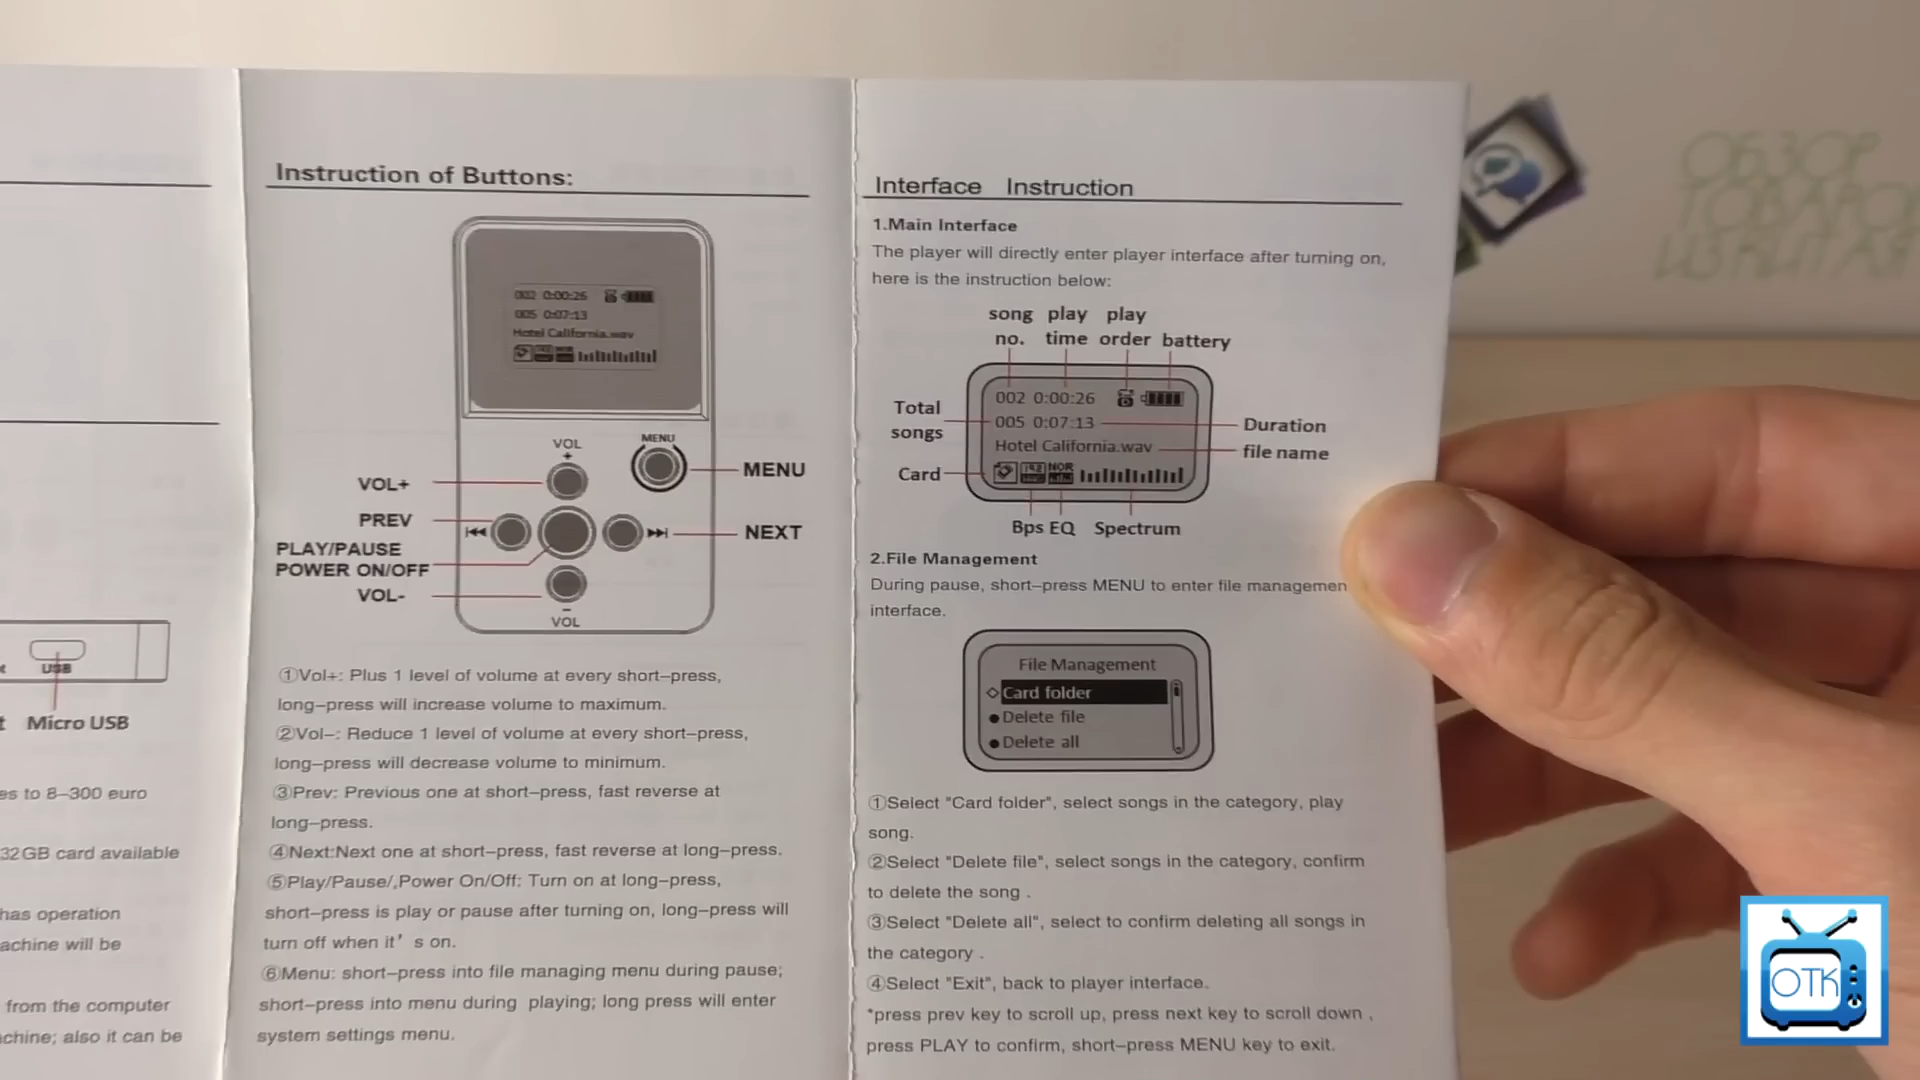 USB
Micro USB
es to 8–300 euro
32GB card available
has operation
achine will be
from the computer
chine; also it can be
Instruction of Buttons:
002 0:00:26
005 0:07:13
Hotel California.wav
VOL
+
MENU
VOL+
MENU
PREV
NEXT
PLAY/PAUSE
POWER ON/OFF
VOL-
–
VOL
①Vol+: Plus 1 level of volume at every short–press,
long–press will increase volume to maximum.
②Vol–: Reduce 1 level of volume at every short–press,
long–press will decrease volume to minimum.
③Prev: Previous one at short–press, fast reverse at
long–press.
④Next:Next one at short–press, fast reverse at long–press.
⑤Play/Pause/,Power On/Off: Turn on at long–press,
short–press is play or pause after turning on, long–press will
turn off when it’ s on.
⑥Menu: short–press into file managing menu during pause;
short–press into menu during playing; long press will enter
system settings menu.
Interface Instruction
1.Main Interface
The player will directly enter player interface after turning on,
here is the instruction below:
song no.
play time
play order
battery
002 0:00:26
Total songs
005 0:07:13
Duration
Hotel California.wav
file name
Card
NOR
Bps EQ Spectrum
2.File Management
During pause, short–press MENU to enter file managemen
interface.
File Management
Card folder
Delete file
Delete all
①Select "Card folder", select songs in the category, play
song.
②Select "Delete file", select songs in the category, confirm
to delete the song .
③Select "Delete all", select to confirm deleting all songs in
the category .
④Select "Exit", back to player interface.
*press prev key to scroll up, press next key to scroll down ,
press PLAY to confirm, short–press MENU key to exit.
ОБЗОР
ТОВАРОВ
ИЗ КИТАЯ
OTK